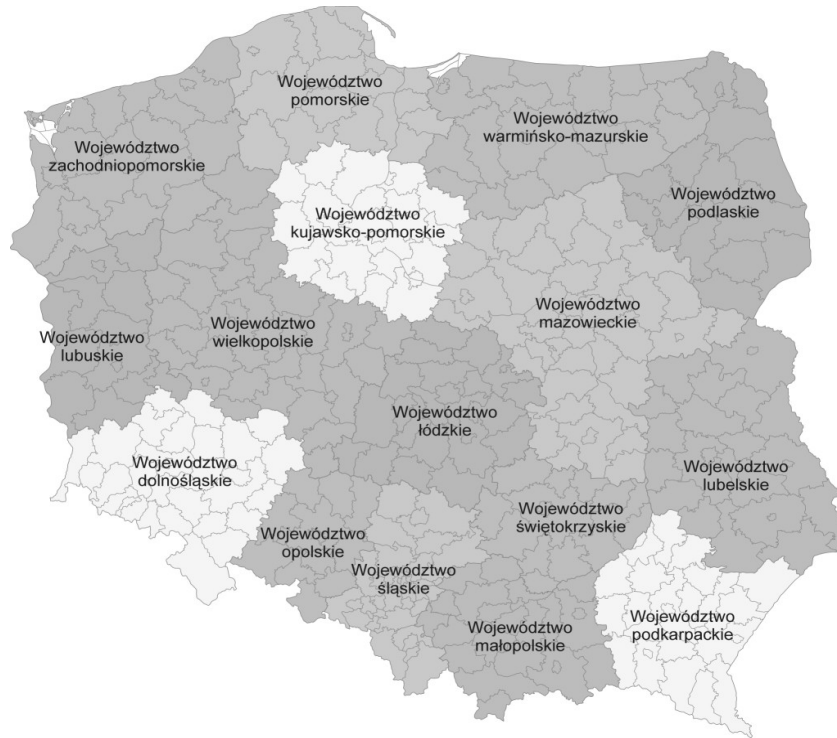 Województwo
pomorskie
Województwo
warmińsko-mazurskie
Województwo
zachodniopomorskie
Województwo
podlaskie
Województwo
kujawsko-pomorskie
Województwo
mazowieckie
Województwo
wielkopolskie
Województwo
lubuskie
Województwo
łódzkie
Województwo
dolnośląskie
Województwo
lubelskie
Województwo
świętokrzyskie
Województwo
opolskie
Województwo
śląskie
Województwo
podkarpackie
Województwo
małopolskie